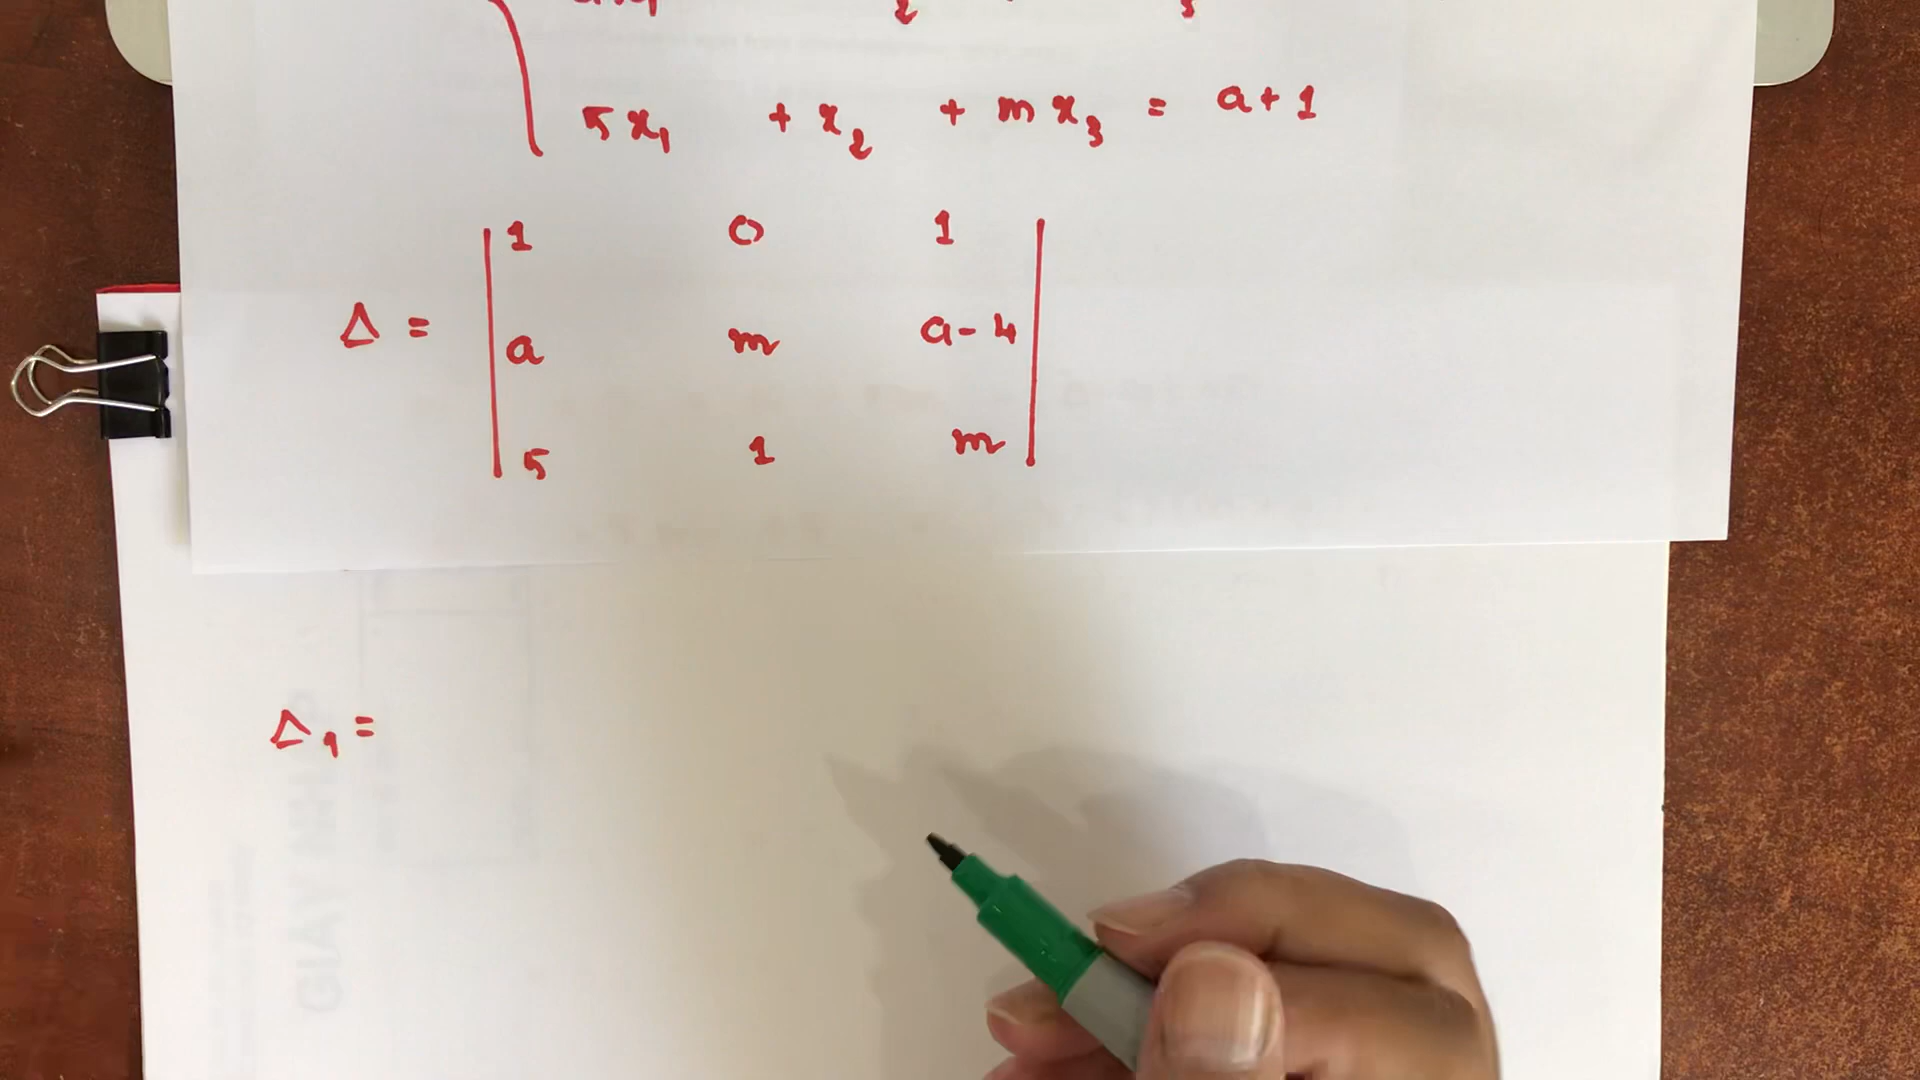 5x₁ + x₂ + mx₃ = a+1
1 0 1
Δ = a m a-4
5 1 m
Δ₁ =